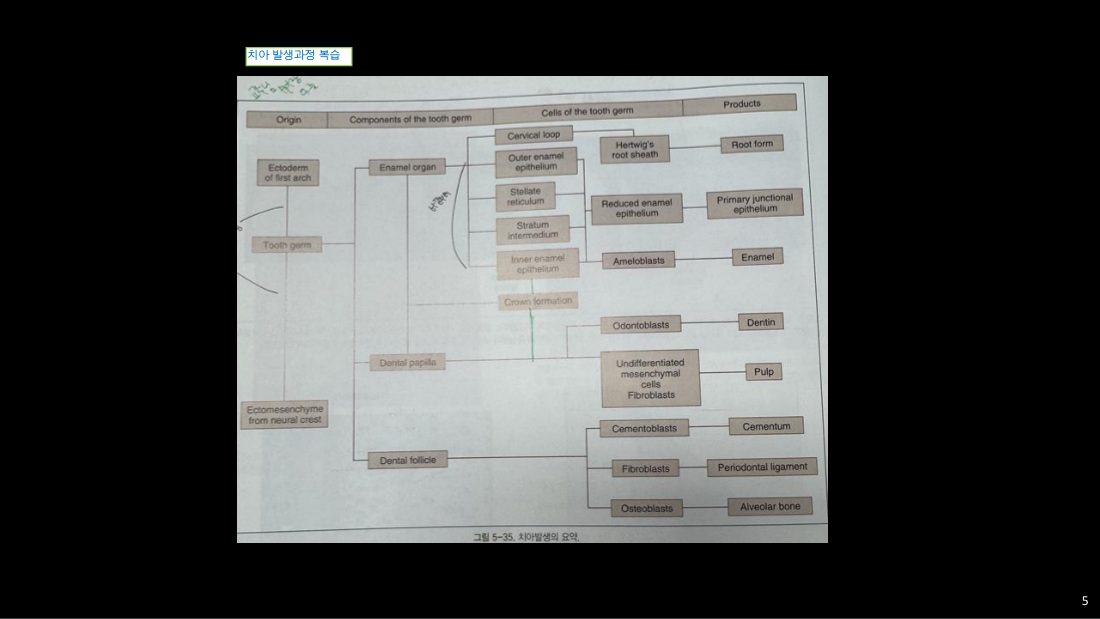 치아 발생과정 복습
Origin
Components of the tooth germ
Cells of the tooth germ
Products
Cervical loop
Hertwig's
root sheath
Root form
Ectoderm
of first arch
Enamel organ
Outer enamel
epithelium
Stellate
reticulum
Reduced enamel
epithelium
Primary junctional
epithelium
Stratum
intermedium
Tooth germ
Inner enamel
epithelium
Ameloblasts
Enamel
Crown formation
Odontoblasts
Dentin
Dental papilla
Undifferentiated
mesenchymal
cells
Fibroblasts
Pulp
Ectomesenchyme
from neural crest
Cementoblasts
Cementum
Dental follicle
Fibroblasts
Periodontal ligament
Osteoblasts
Alveolar bone
그림 5-35. 치아발생의 요약.
5